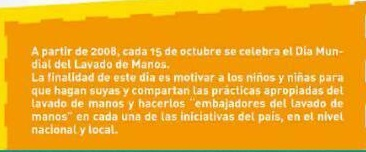 A partir de 2008, cada 15 de octubre se celebra el Día Mun-
dial del Lavado de Manos.
La finalidad de este día es motivar a los niños y niñas para
que hagan suyas y compartan las prácticas apropiadas del
lavado de manos y hacerlos "embajadores del lavado de
manos" en cada una de las iniciativas del país, en el nivel
nacional y local.